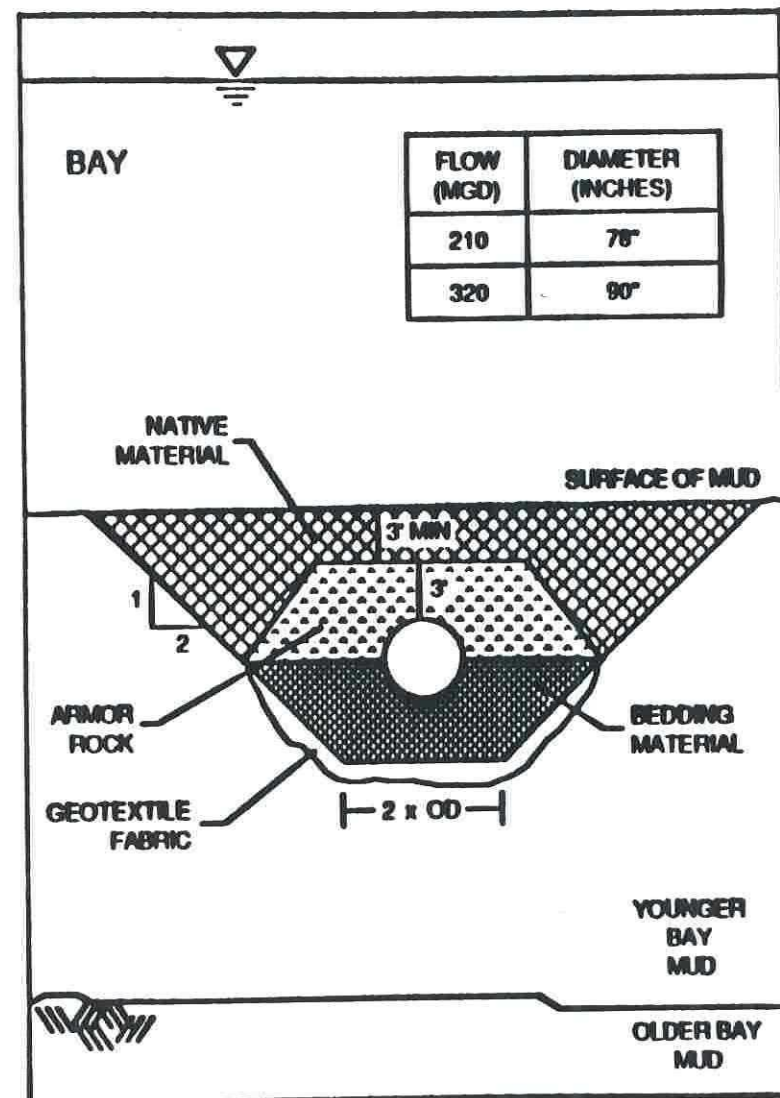 BAY
FLOW (MGD) DIAMETER (INCHES)
210 78"
320 90"
NATIVE
MATERIAL
SURFACE OF MUD
3' MIN
3'
1
2
ARMOR
ROCK
BEDDING
MATERIAL
GEOTEXTILE
FABRIC
2 x OD
YOUNGER
BAY
MUD
OLDER BAY
MUD